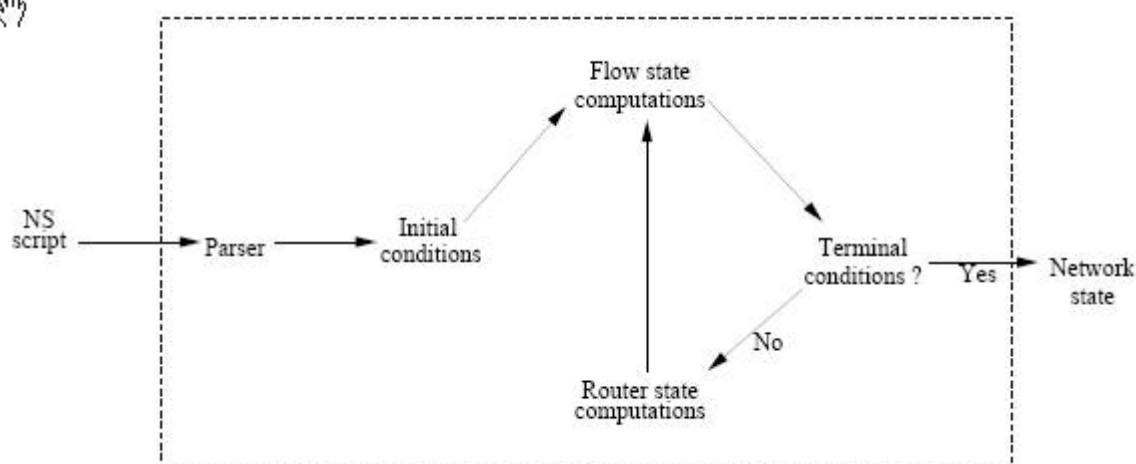 Flow state
computations
NS
script
Parser
Initial
conditions
Terminal
conditions ?
Yes
Network
state
No
Router state
computations